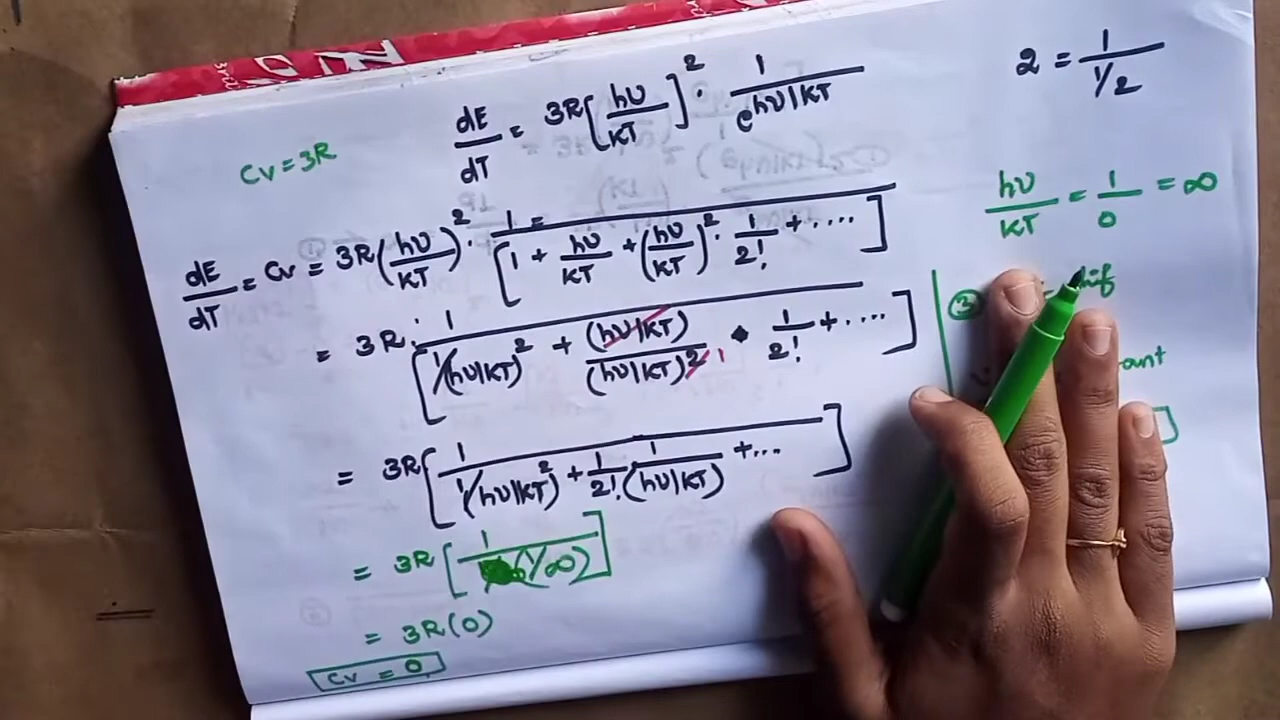 2 = 1/(1/2)
dE/dT = 3R[hυ/KT]² · 1/e^(hυ/KT)
Cv = 3R
hυ/KT = 1/0 = ∞
dE/dT = Cv = 3R(hυ/KT)² · 1/[1 + hυ/KT + (hυ/KT)² · 1/2! + ....]
= 3R · 1/[1/(hυ/KT)² + (hυ/KT)/(hυ/KT)² 1 · 1/2! + ....]
= 3R[1/(1/(hυ/KT)² + 1/2! 1/(hυ/KT) + ...)]
= 3R[1/(1/∞)]
= 3R(0)
Cv = 0
③